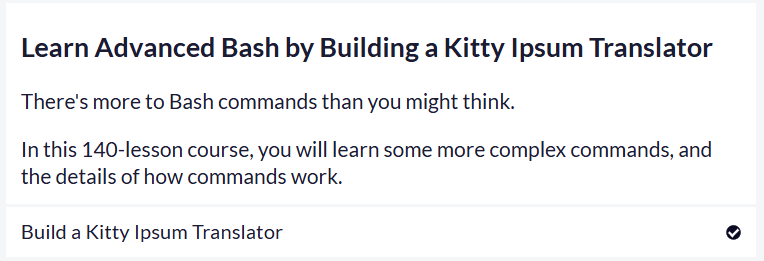 Learn Advanced Bash by Building a Kitty Ipsum Translator
There's more to Bash commands than you might think.
In this 140-lesson course, you will learn some more complex commands, and
the details of how commands work.
Build a Kitty Ipsum Translator